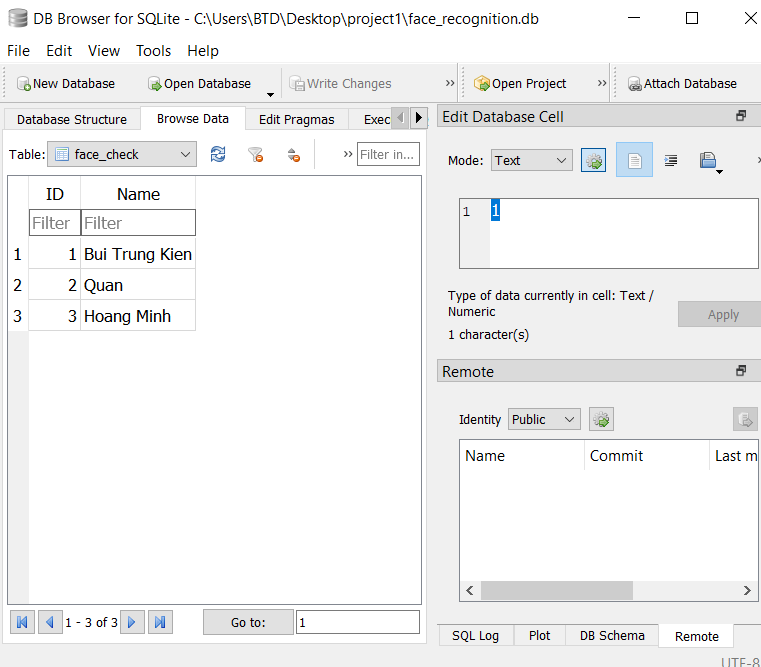 DB Browser for SQLite - C:\Users\BTD\Desktop\project1\face_recognition.db
File Edit View Tools Help
New Database Open Database Write Changes » Open Project » Attach Database
Database Structure Browse Data Edit Pragmas Exec
Table: face_check » Filter in...
ID Name
Filter Filter
1 1 Bui Trung Kien
2 2 Quan
3 3 Hoang Minh
1 - 3 of 3 Go to: 1
Edit Database Cell
Mode: Text »
1 1
Type of data currently in cell: Text /
Numeric
1 character(s)
Apply
Remote
Identity Public
Name Commit Last m
SQL Log Plot DB Schema Remote
UTF-8